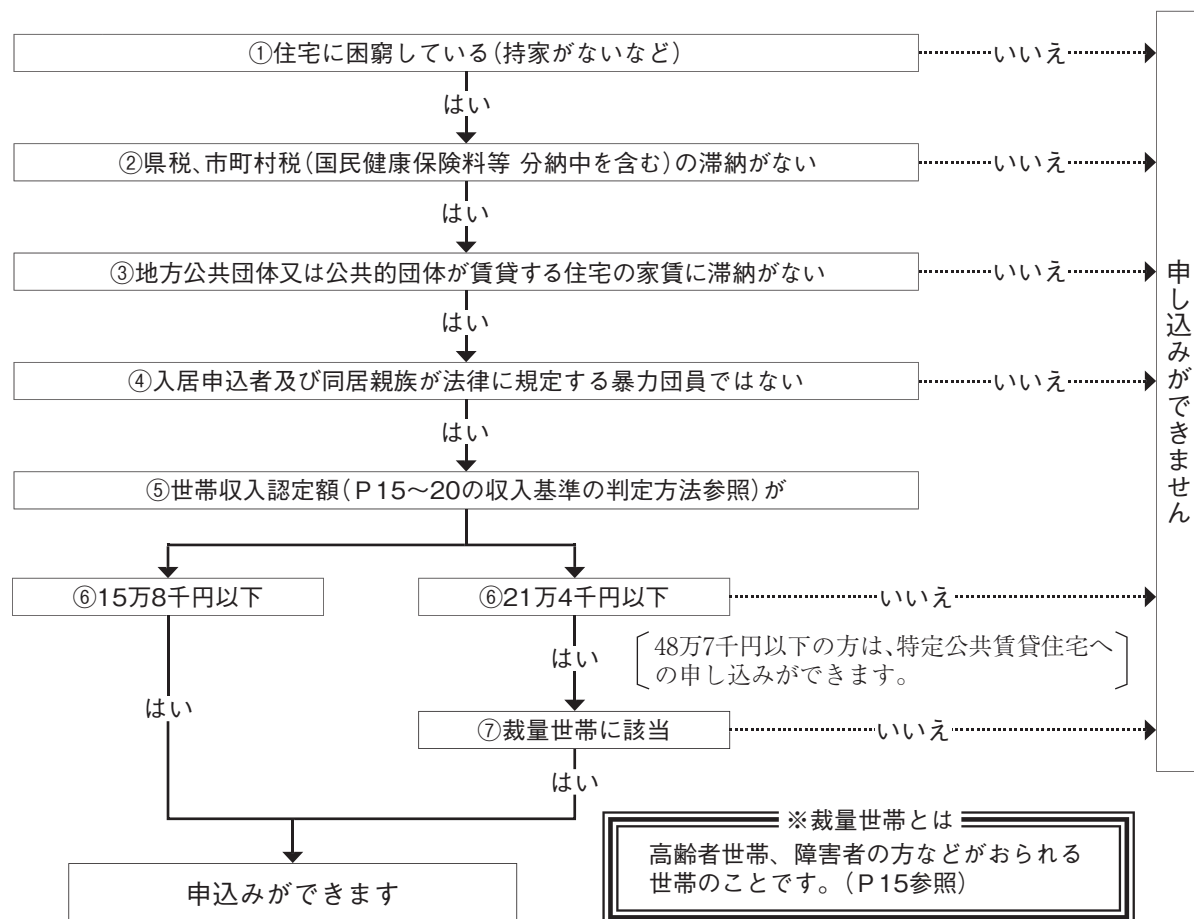 ①住宅に困窮している(持家がないなど)
いいえ
はい
②県税、市町村税(国民健康保険料等 分納中を含む)の滞納がない
いいえ
はい
③地方公共団体又は公共的団体が賃貸する住宅の家賃に滞納がない
いいえ
はい
④入居申込者及び同居親族が法律に規定する暴力団員ではない
いいえ
はい
⑤世帯収入認定額(P15〜20の収入基準の判定方法参照)が
⑥15万8千円以下
⑥21万4千円以下
いいえ
はい
48万7千円以下の方は、特定公共賃貸住宅へ
の申し込みができます。
はい
⑦裁量世帯に該当
いいえ
はい
申し込みができません
※裁量世帯とは
高齢者世帯、障害者の方などがおられる
世帯のことです。(P15参照)
申込みができます